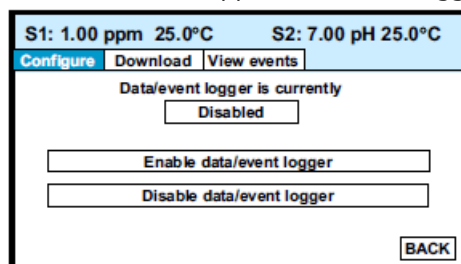 S1: 1.00 ppm 25.0°C S2: 7.00 pH 25.0°C
Configure Download View events
Data/event logger is currently
Disabled
Enable data/event logger
Disable data/event logger
BACK